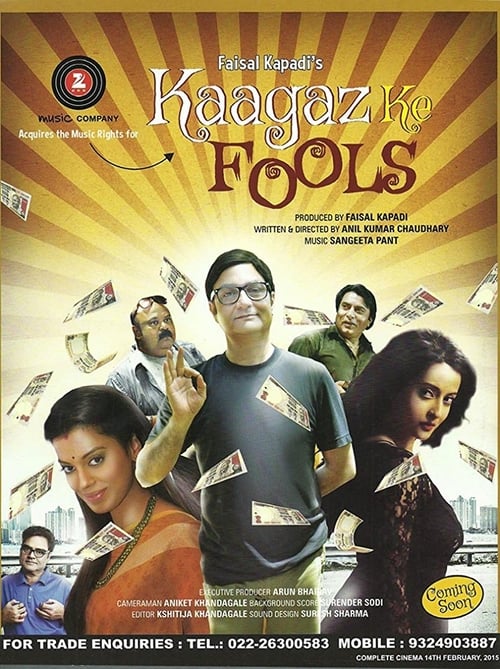 Faisal Kapadi's
Kaagaz Ke
FOOLS
Z
music COMPANY
Acquires the Music Rights for
PRODUCED BY FAISAL KAPADI
WRITTEN & DIRECTED BY ANIL KUMAR CHAUDHARY
MUSIC SANGEETA PANT
EXECUTIVE PRODUCER ARUN BHAIRAV
CAMERAMAN ANIKET KHANDAGALE BACKGROUND SCORE SURENDER SODI
EDITOR KSHITIJA KHANDAGALE SOUND DESIGN SURESH SHARMA
Coming
Soon
FOR TRADE ENQUIRIES : TEL.: 022-26300583 MOBILE : 9324903887
COMPLETE CINEMA 14TH FEBRUARY, 2015